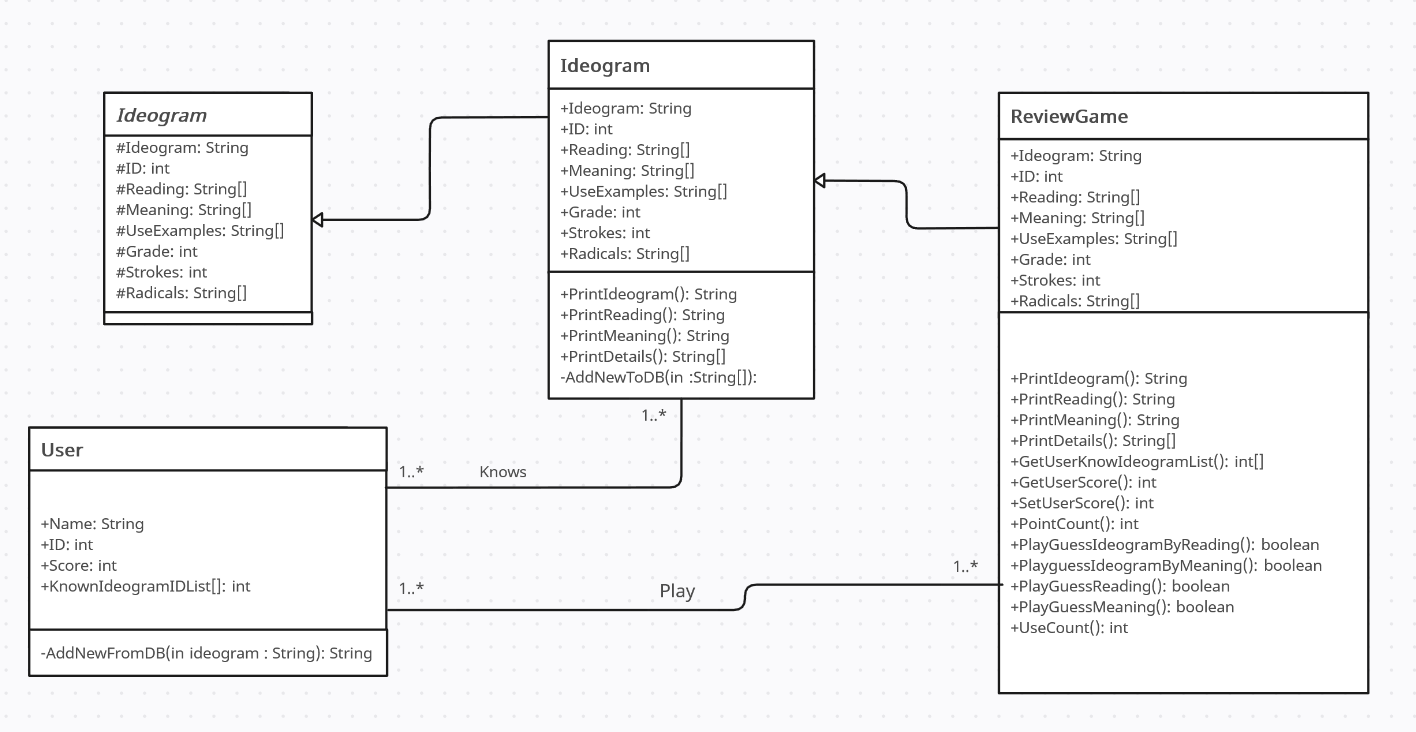 Ideogram
#Ideogram: String
#ID: int
#Reading: String[]
#Meaning: String[]
#UseExamples: String[]
#Grade: int
#Strokes: int
#Radicals: String[]
Ideogram
+Ideogram: String
+ID: int
+Reading: String[]
+Meaning: String[]
+UseExamples: String[]
+Grade: int
+Strokes: int
+Radicals: String[]
+PrintIdeogram(): String
+PrintReading(): String
+PrintMeaning(): String
+PrintDetails(): String[]
-AddNewToDB(in :String[]):
ReviewGame
+Ideogram: String
+ID: int
+Reading: String[]
+Meaning: String[]
+UseExamples: String[]
+Grade: int
+Strokes: int
+Radicals: String[]
+PrintIdeogram(): String
+PrintReading(): String
+PrintMeaning(): String
+PrintDetails(): String[]
+GetUserKnowIdeogramList(): int[]
+GetUserScore(): int
+SetUserScore(): int
+PointCount(): int
+PlayGuessIdeogramByReading(): boolean
+PlayguessIdeogramByMeaning(): boolean
+PlayGuessReading(): boolean
+PlayGuessMeaning(): boolean
+UseCount(): int
User
+Name: String
+ID: int
+Score: int
+KnownIdeogramIDList[]: int
-AddNewFromDB(in ideogram : String): String
1..*
1..*
Knows
1..*
Play
1..*